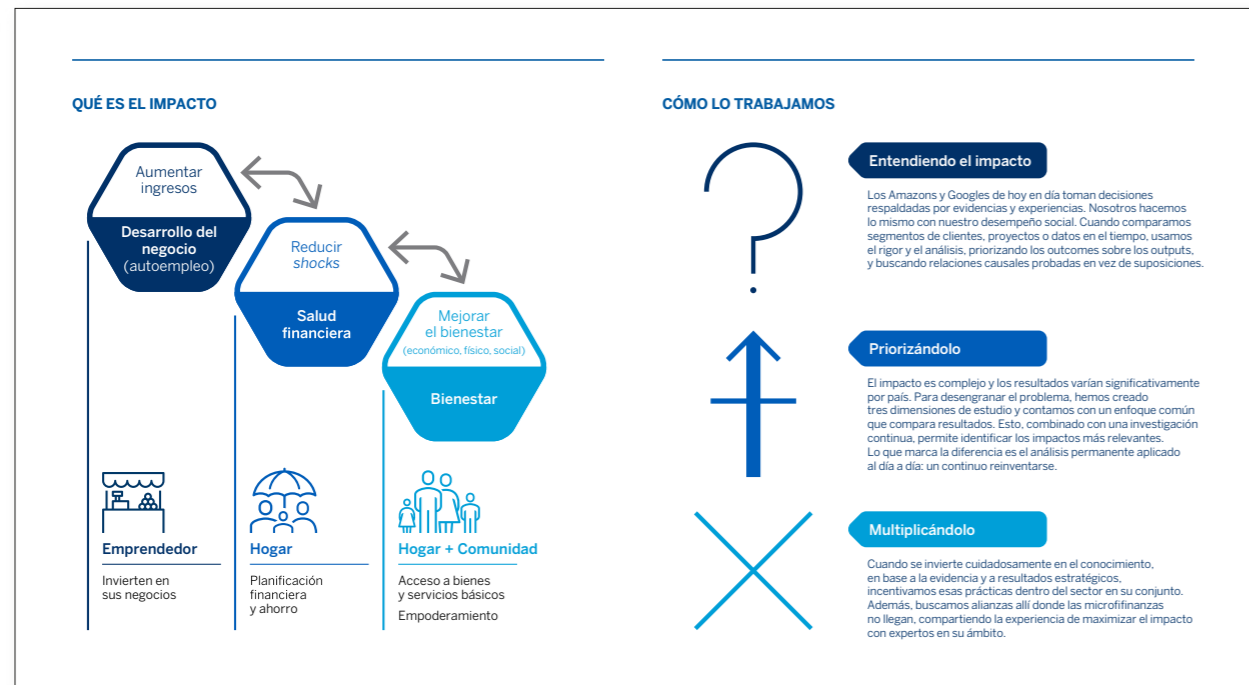 QUÉ ES EL IMPACTO
Aumentar
ingresos
Desarrollo del
negocio
(autoempleo)
Reducir
shocks
Salud
financiera
Mejorar
el bienestar
(económico, físico, social)
Bienestar
Emprendedor
Invierten en
sus negocios
Hogar
Planificación
financiera
y ahorro
Hogar + Comunidad
Acceso a bienes
y servicios básicos
Empoderamiento
CÓMO LO TRABAJAMOS
Entendiendo el impacto
Los Amazons y Googles de hoy en día toman decisiones
respaldadas por evidencias y experiencias. Nosotros hacemos
lo mismo con nuestro desempeño social. Cuando comparamos
segmentos de clientes, proyectos o datos en el tiempo, usamos
el rigor y el análisis, priorizando los outcomes sobre los outputs,
y buscando relaciones causales probadas en vez de suposiciones.
Priorizándolo
El impacto es complejo y los resultados varían significativamente
por país. Para desengranar el problema, hemos creado
tres dimensiones de estudio y contamos con un enfoque común
que compara resultados. Esto, combinado con una investigación
continua, permite identificar los impactos más relevantes.
Lo que marca la diferencia es el análisis permanente aplicado
al día a día: un continuo reinventarse.
Multiplicándolo
Cuando se invierte cuidadosamente en el conocimiento,
en base a la evidencia y a resultados estratégicos,
incentivamos esas prácticas dentro del sector en su conjunto.
Además, buscamos alianzas allí donde las microfifinanzas
no llegan, compartiendo la experiencia de maximizar el impacto
con expertos en su ámbito.